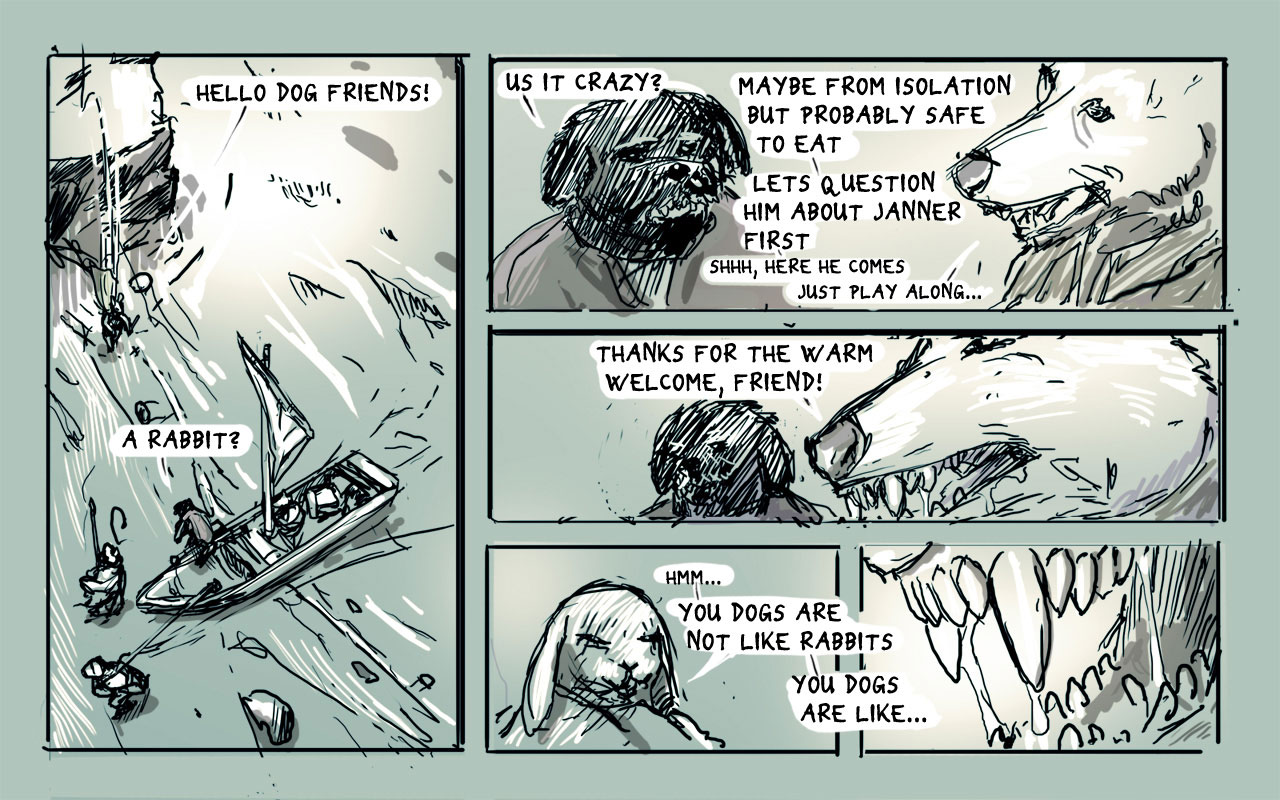 HELLO DOG FRIENDS!
A RABBIT?
US IT CRAZY?
MAYBE FROM ISOLATION
BUT PROBABLY SAFE
TO EAT
LETS QUESTION
HIM ABOUT JANNER
FIRST
SHHH, HERE HE COMES
JUST PLAY ALONG...
THANKS FOR THE WARM
WELCOME, FRIEND!
HMM...
YOU DOGS ARE
NOT LIKE RABBITS
YOU DOGS
ARE LIKE...